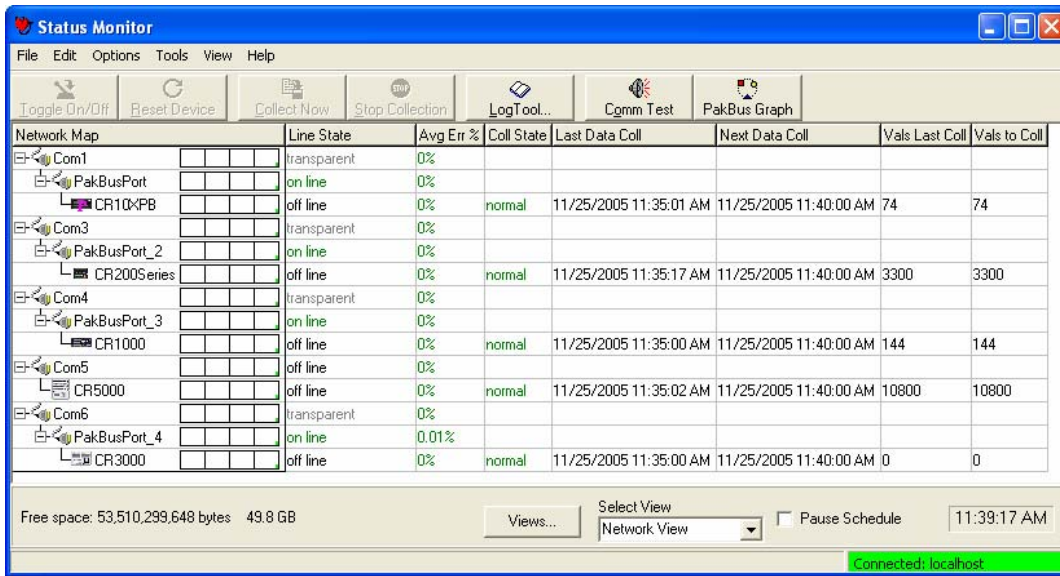 Status Monitor
File Edit Options Tools View Help
Toggle On/Off Reset Device Collect Now STOP Stop Collection LogTool... Comm Test PakBus Graph
Network Map Line State Avg Err % Coll State Last Data Coll Next Data Coll Vals Last Coll Vals to Coll
Com1 transparent 0%
PakBusPort on line 0%
CR10XPB off line 0% normal 11/25/2005 11:35:01 AM 11/25/2005 11:40:00 AM 74 74
Com3 transparent 0%
PakBusPort_2 on line 0%
CR200Series off line 0% normal 11/25/2005 11:35:17 AM 11/25/2005 11:40:00 AM 3300 3300
Com4 transparent 0%
PakBusPort_3 on line 0%
CR1000 off line 0% normal 11/25/2005 11:35:00 AM 11/25/2005 11:40:00 AM 144 144
Com5 off line 0%
CR5000 off line 0% normal 11/25/2005 11:35:02 AM 11/25/2005 11:40:00 AM 10800 10800
Com6 transparent 0%
PakBusPort_4 on line 0.01%
CR3000 off line 0% normal 11/25/2005 11:35:00 AM 11/25/2005 11:40:00 AM 0 0
Free space: 53,510,299,648 bytes 49.8 GB
Views...
Select View
Network View
Pause Schedule
11:39:17 AM
Connected: localhost